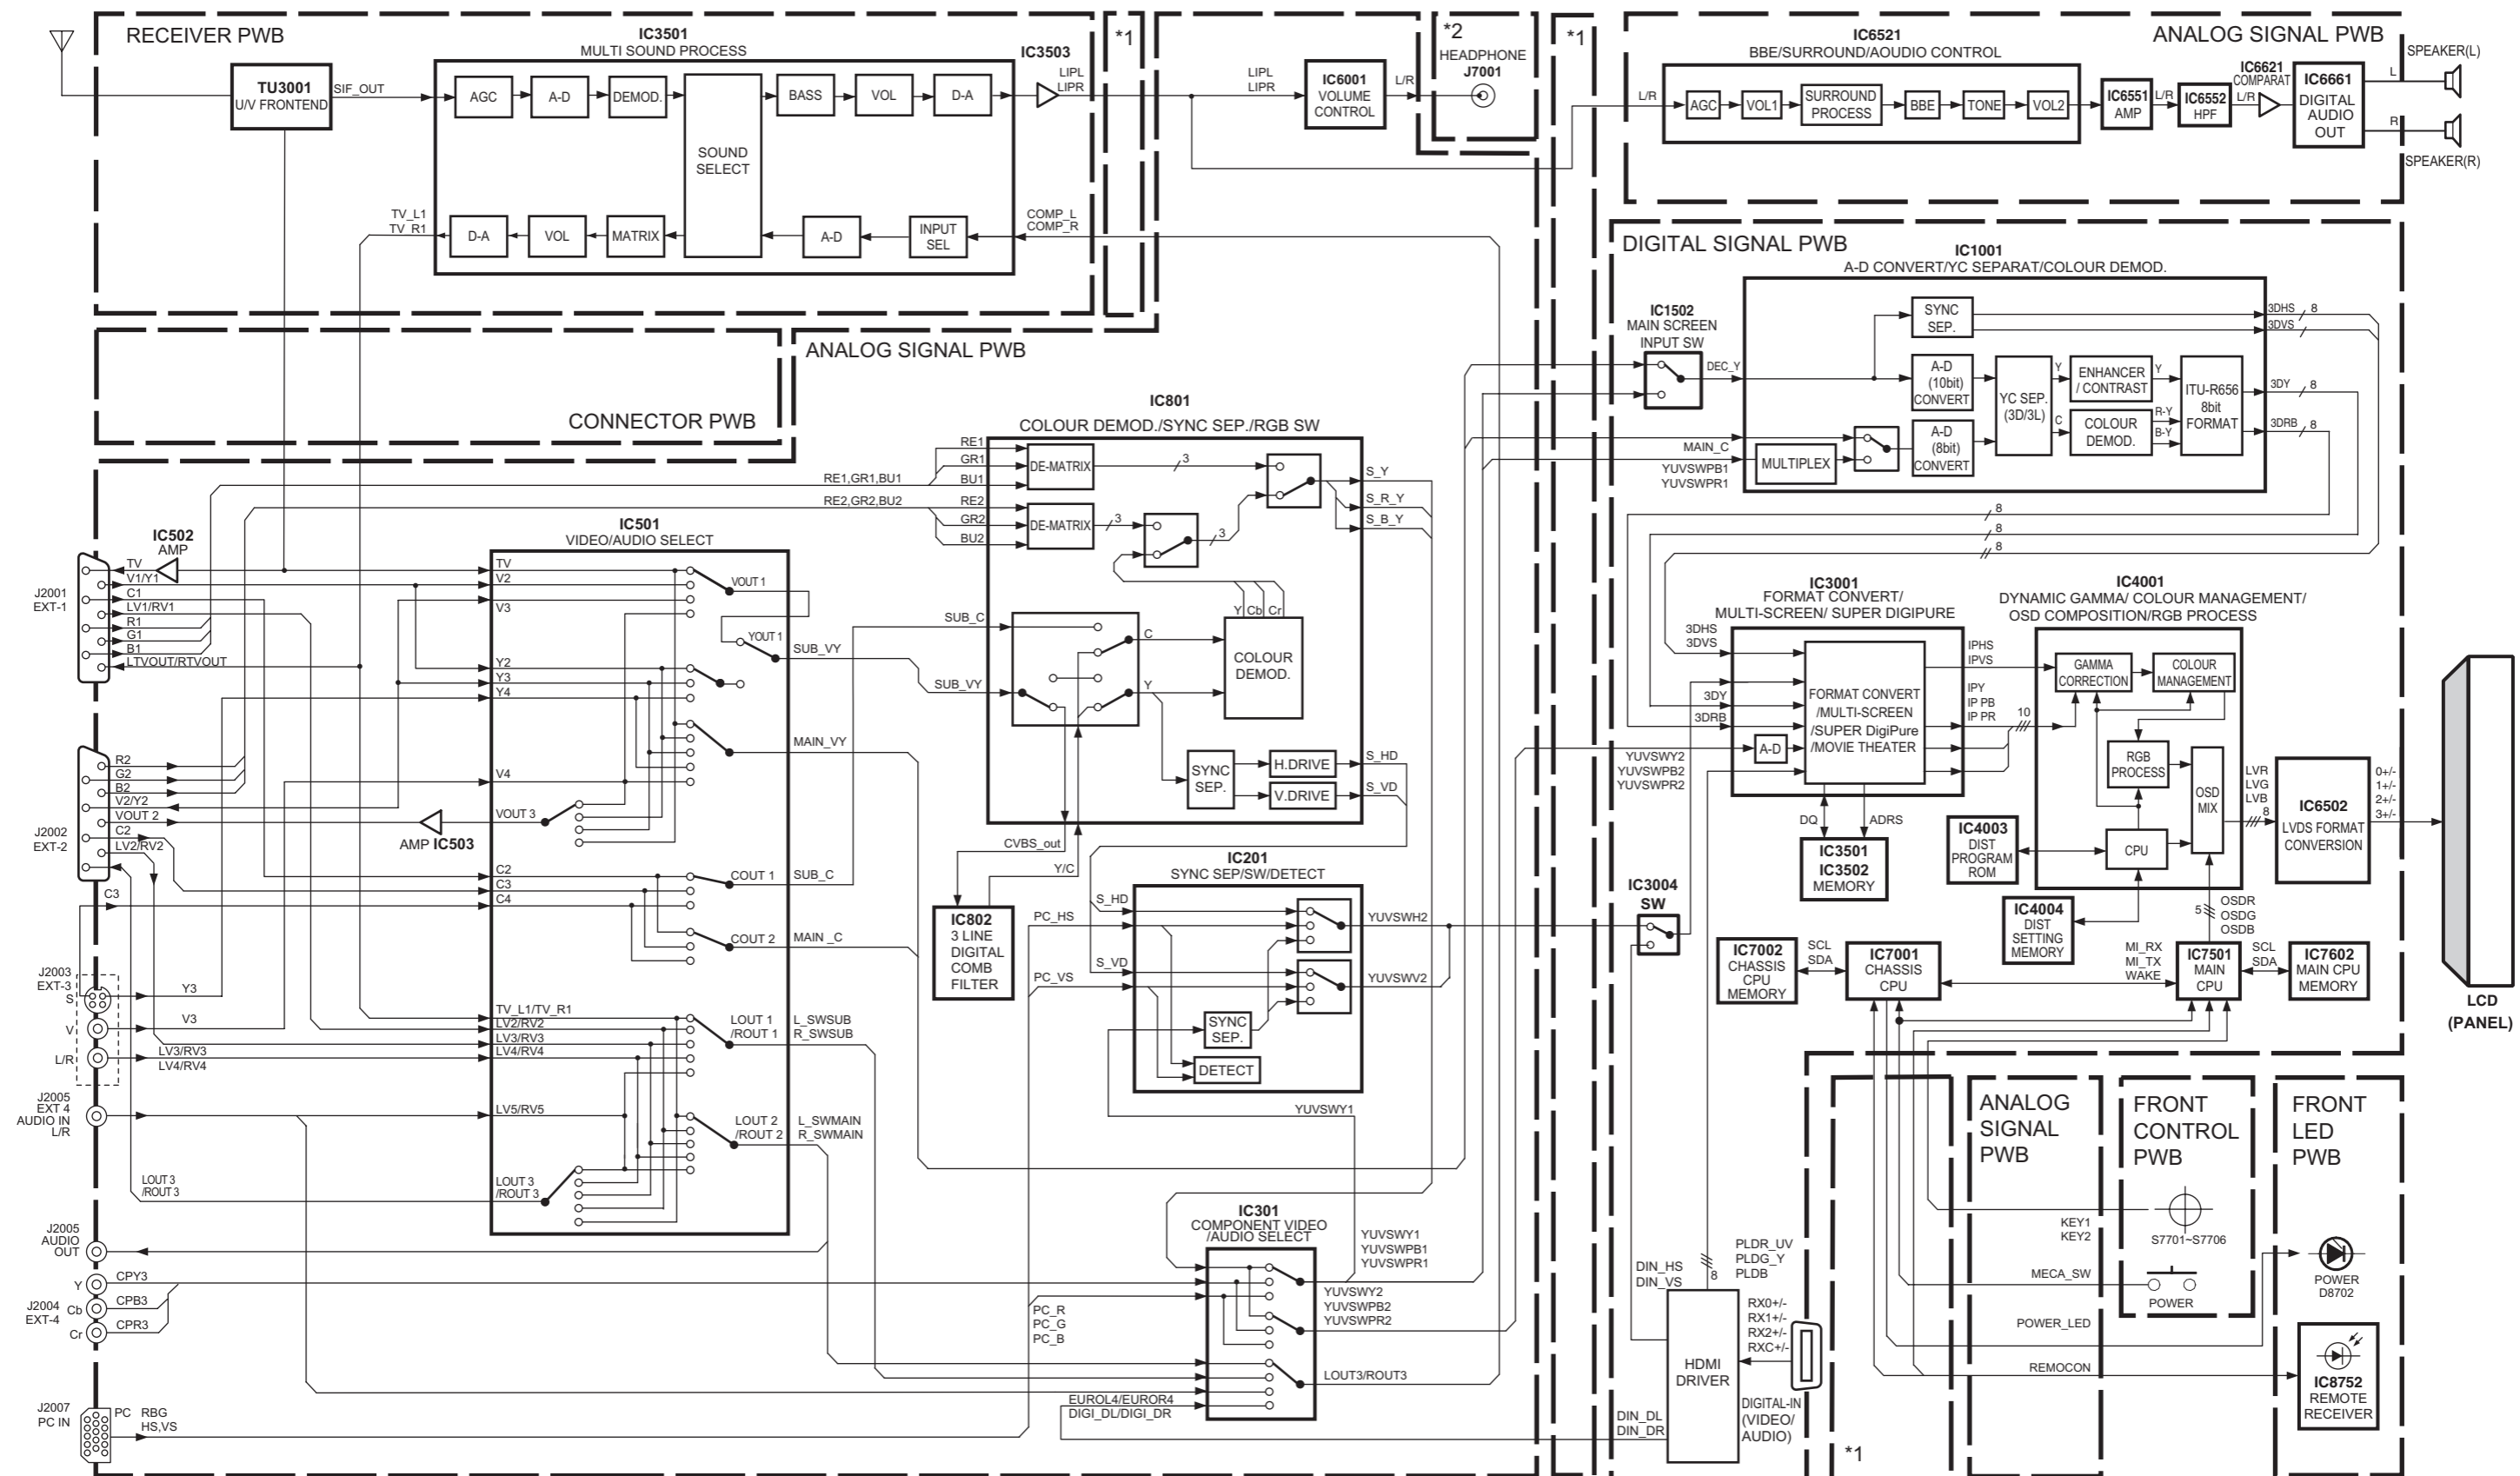 RECEIVER PWB
IC3501
MULTI SOUND PROCESS
IC3503
TU3001
U/V FRONTEND
SIF_OUT
AGC
A-D
DEMOD.
SOUND
SELECT
BASS
VOL
D-A
LIPL
LIPR
TV_L1
TV_R1
D-A
VOL
MATRIX
A-D
INPUT
SEL
COMP_L
COMP_R
*1
LIPL
LIPR
IC6001
VOLUME
CONTROL
L/R
*2
HEADPHONE
J7001
*1
ANALOG SIGNAL PWB
IC6521
BBE/SURROUND/AOUDIO CONTROL
L/R
AGC
VOL1
SURROUND
PROCESS
BBE
TONE
VOL2
IC6551
AMP
L/R
IC6552
HPF
L/R
IC6621
COMPARAT
IC6661
DIGITAL
AUDIO
OUT
L
R
SPEAKER(L)
SPEAKER(R)
CONNECTOR PWB
ANALOG SIGNAL PWB
DIGITAL SIGNAL PWB
IC1001
A-D CONVERT/YC SEPARAT/COLOUR DEMOD.
IC1502
MAIN SCREEN
INPUT SW
DEC_Y
MAIN_C
YUVSWPB1
YUVSWPR1
MULTIPLEX
SYNC
SEP.
A-D
(10bit)
CONVERT
A-D
(8bit)
CONVERT
YC SEP.
(3D/3L)
Y
C
ENHANCER
/ CONTRAST
COLOUR
DEMOD.
Y
R-Y
B-Y
ITU-R656
8bit
FORMAT
3DHS
8
3DVS
3DY
8
3DRB
8
8
8
8
IC801
COLOUR DEMOD./SYNC SEP./RGB SW
RE1,GR1,BU1
RE2,GR2,BU2
RE1
GR1
BU1
RE2
GR2
BU2
DE-MATRIX
DE-MATRIX
3
3
3
S_Y
S_R_Y
S_B_Y
Y
Cb
Cr
SUB_C
SUB_VY
C
Y
COLOUR
DEMOD.
SYNC
SEP.
H.DRIVE
V.DRIVE
S_HD
S_VD
CVBS_out
Y/C
IC802
3 LINE
DIGITAL
COMB
FILTER
IC201
SYNC SEP/SW/DETECT
S_HD
PC_HS
S_VD
PC_VS
SYNC
SEP.
DETECT
YUVSWH2
YUVSWV2
YUVSWY1
IC502
AMP
IC501
VIDEO/AUDIO SELECT
J2001
EXT-1
TV
V1/Y1
C1
LV1/RV1
R1
G1
B1
LTVOUT/RTVOUT
J2002
EXT-2
R2
G2
B2
V2/Y2
VOUT 2
C2
LV2/RV2
AMP IC503
C3
J2003
EXT-3
S
V
L/R
Y3
V3
LV3/RV3
LV4/RV4
J2005
EXT 4
AUDIO IN
L/R
LOUT 3
/ROUT 3
J2005
AUDIO
OUT
J2004
EXT-4
Y
Cb
Cr
CPY3
CPB3
CPR3
J2007
PC IN
PC
RBG
HS,VS
TV
V2
V3
Y2
Y3
Y4
V4
VOUT 3
C2
C3
C4
TV_L1/TV_R1
LV2/RV2
LV3/RV3
LV4/RV4
LV5/RV5
LOUT 3
/ROUT 3
VOUT 1
YOUT 1
SUB_VY
MAIN_VY
COUT 1
SUB_C
COUT 2
MAIN _C
LOUT 1
/ROUT 1
L_SWSUB
R_SWSUB
LOUT 2
/ROUT 2
L_SWMAIN
R_SWMAIN
IC301
COMPONENT VIDEO
/AUDIO SELECT
PC_R
PC_G
PC_B
EUROL4/EUROR4
DIGI_DL/DIGI_DR
YUVSWY1
YUVSWPB1
YUVSWPR1
YUVSWY2
YUVSWPB2
YUVSWPR2
LOUT3/ROUT3
IC3001
FORMAT CONVERT/
MULTI-SCREEN/ SUPER DIGIPURE
3DHS
3DVS
3DY
3DRB
A-D
YUVSWY2
YUVSWPB2
YUVSWPR2
FORMAT CONVERT
/MULTI-SCREEN
/SUPER DigiPure
/MOVIE THEATER
IPHS
IPVS
IPY
IP PB
IP PR
10
DQ
ADRS
IC3501
IC3502
MEMORY
IC4001
DYNAMIC GAMMA/ COLOUR MANAGEMENT/
OSD COMPOSITION/RGB PROCESS
GAMMA
CORRECTION
COLOUR
MANAGEMENT
RGB
PROCESS
OSD
MIX
CPU
IC4003
DIST
PROGRAM
ROM
IC4004
DIST
SETTING
MEMORY
LVR
LVG
LVB
8
IC6502
LVDS FORMAT
CONVERSION
0+/-
1+/-
2+/-
3+/-
LCD
(PANEL)
5
OSDR
OSDG
OSDB
IC3004
SW
IC7002
CHASSIS
CPU
MEMORY
SCL
SDA
IC7001
CHASSIS
CPU
MI_RX
MI_TX
WAKE
IC7501
MAIN
CPU
SCL
SDA
IC7602
MAIN CPU
MEMORY
DIN_HS
DIN_VS
8
PLDR_UV
PLDG_Y
PLDB
RX0+/-
RX1+/-
RX2+/-
RXC+/-
HDMI
DRIVER
DIN_DL
DIN_DR
DIGITAL-IN
(VIDEO/
AUDIO)
*1
ANALOG
SIGNAL
PWB
FRONT
CONTROL
PWB
FRONT
LED
PWB
KEY1
KEY2
S7701~S7706
MECA_SW
POWER
POWER_LED
REMOCON
POWER
D8702
IC8752
REMOTE
RECEIVER